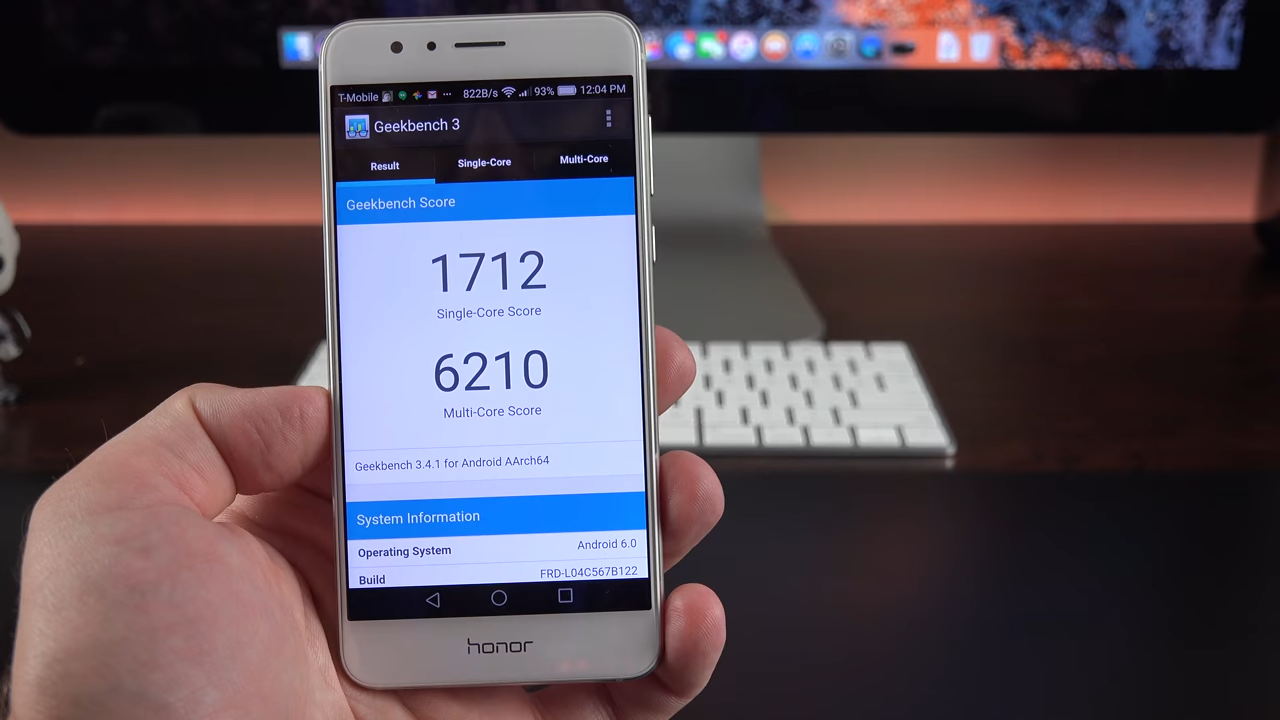 T-Mobile ... 822B/s 93% 12:04 PM
Geekbench 3
Result Single-Core Multi-Core
Geekbench Score
1712
Single-Core Score
6210
Multi-Core Score
Geekbench 3.4.1 for Android AArch64
System Information
Operating System Android 6.0
Build FRD-L04C567B122
honor